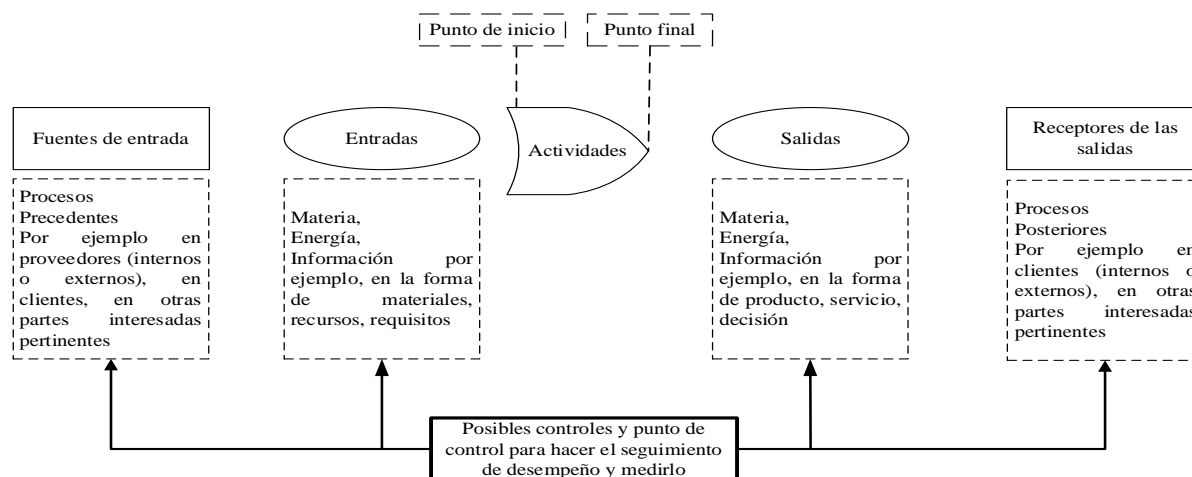 Punto de inicio
Punto final
Fuentes de entrada
Entradas
Actividades
Salidas
Receptores de las
salidas
Procesos
Precedentes
Por ejemplo en
proveedores (internos
o externos), en
clientes, en otras
partes interesadas
pertinentes
Materia,
Energía,
Información por
ejemplo, en la forma
de materiales,
recursos, requisitos
Materia,
Energía,
Información por
ejemplo, en la forma
de producto, servicio,
decisión
Procesos
Posteriores
Por ejemplo en
clientes (internos o
externos), en otras
partes interesadas
pertinentes
Posibles controles y punto de
control para hacer el seguimiento
de desempeño y medirlo